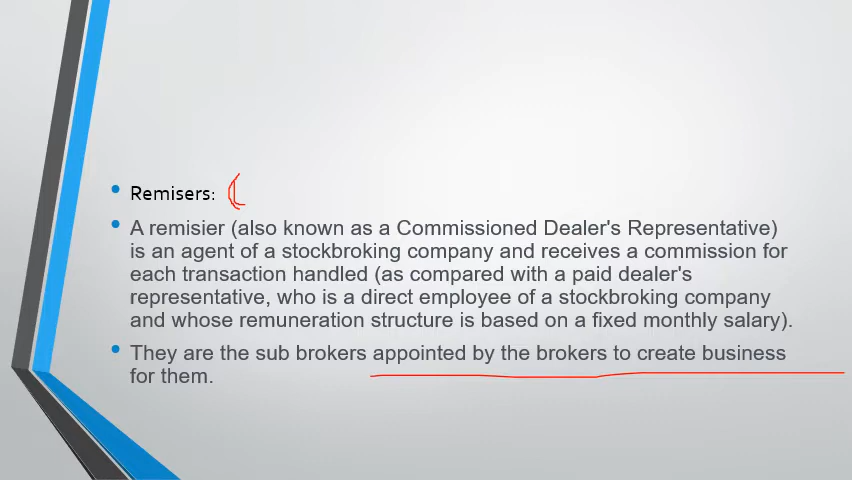 Remisers:
A remisier (also known as a Commissioned Dealer's Representative)
is an agent of a stockbroking company and receives a commission for
each transaction handled (as compared with a paid dealer's
representative, who is a direct employee of a stockbroking company
and whose remuneration structure is based on a fixed monthly salary).
They are the sub brokers appointed by the brokers to create business
for them.